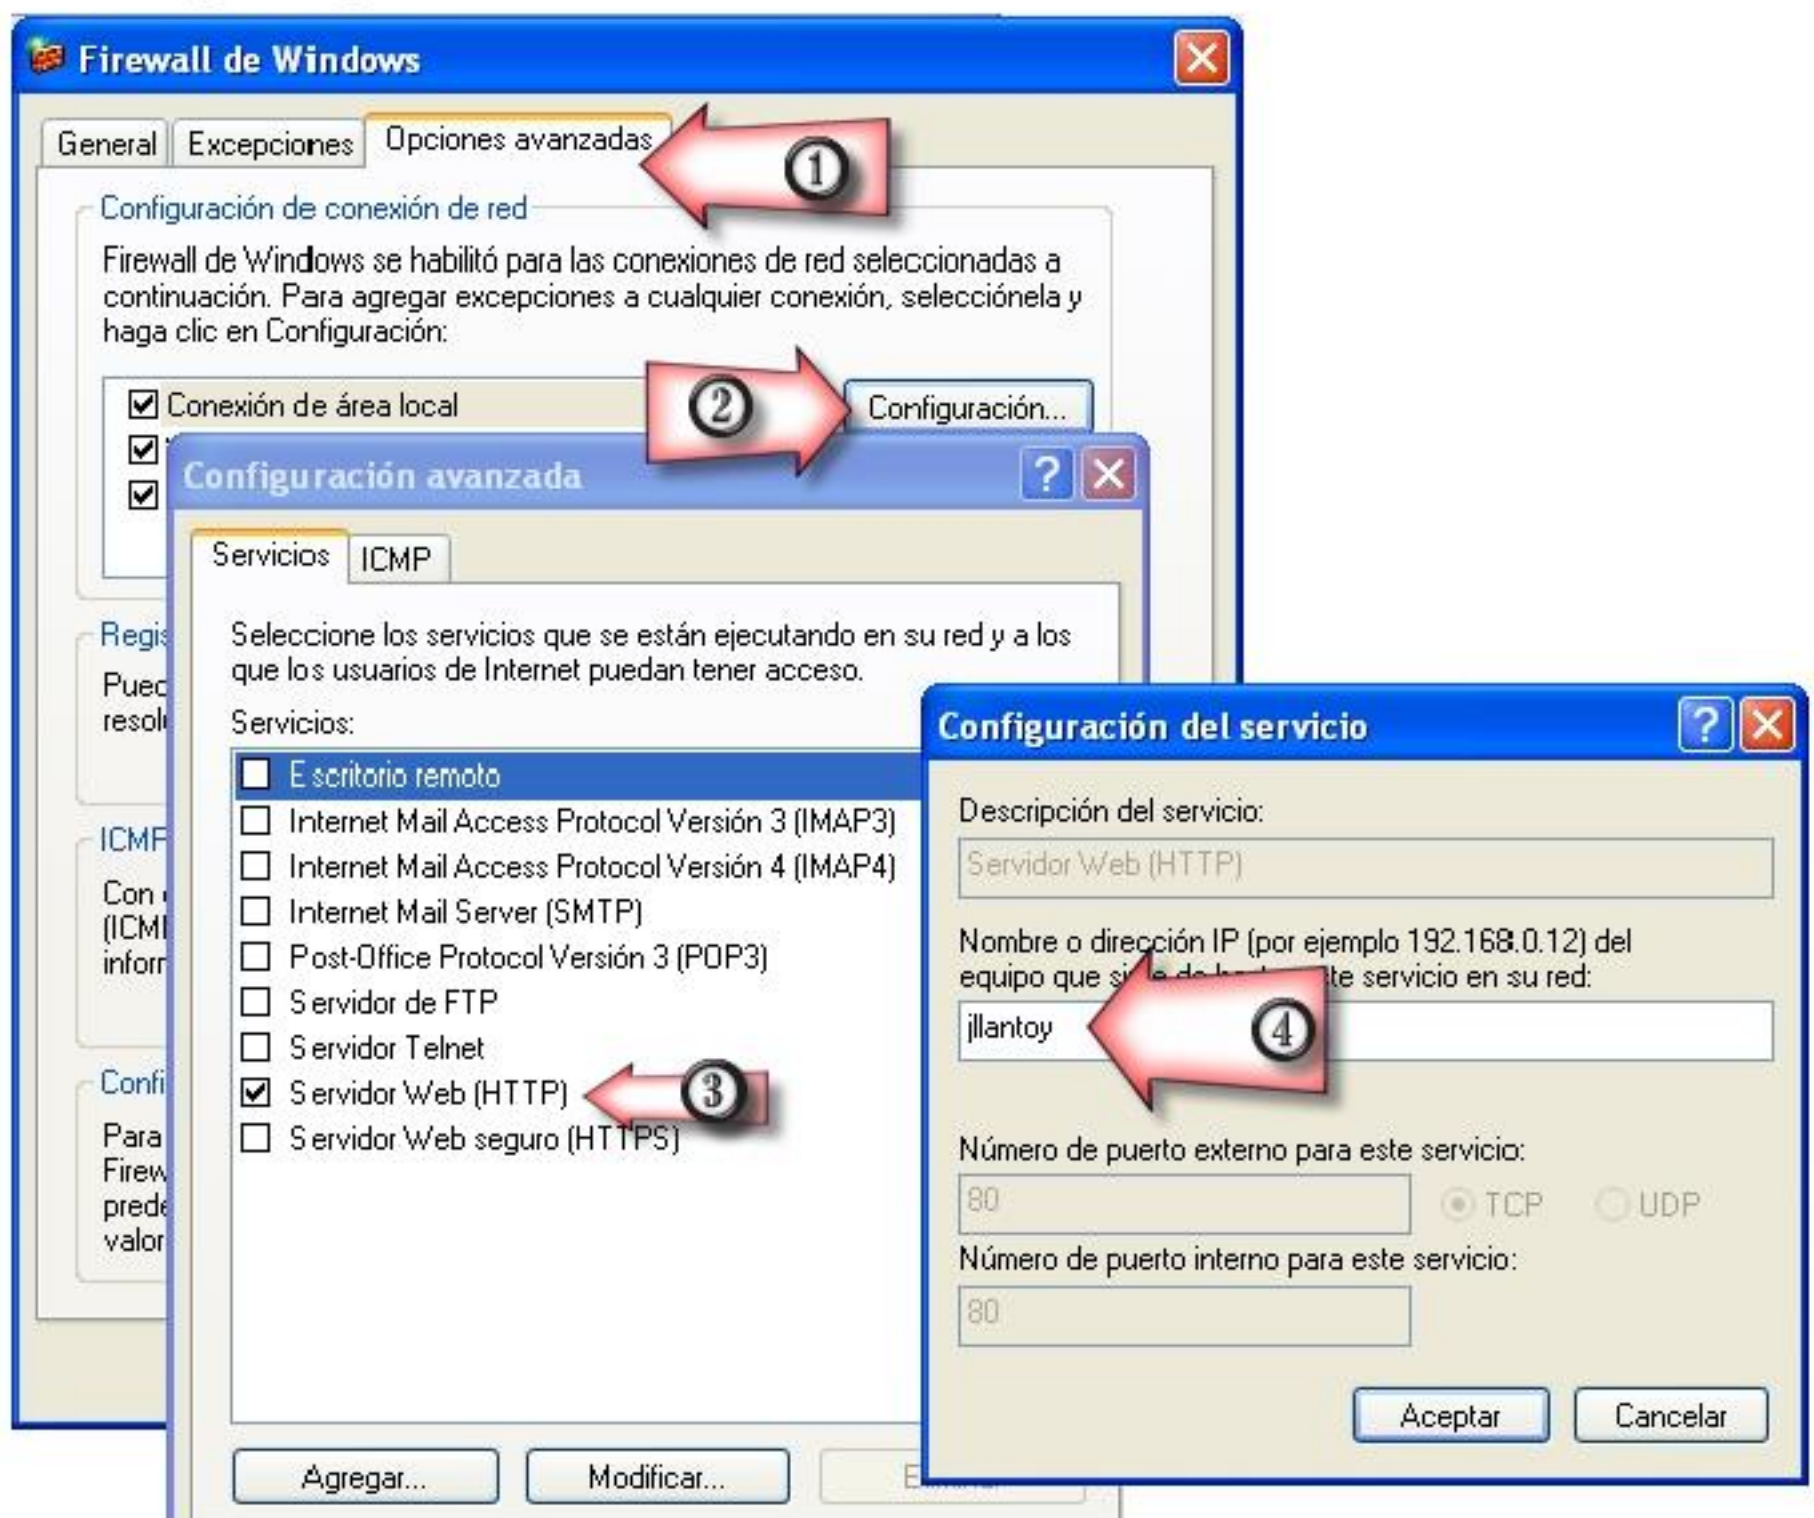 Firewall de Windows
General Excepciones Opciones avanzadas
1
Configuración de conexión de red
Firewall de Windows se habilitó para las conexiones de red seleccionadas a
continuación. Para agregar excepciones a cualquier conexión, selecciónela y
haga clic en Configuración:
Conexión de área local
2
Configuración...
Configuración avanzada
Servicios ICMP
Seleccione los servicios que se están ejecutando en su red y a los
que los usuarios de Internet puedan tener acceso.
Servicios:
Escritorio remoto
Internet Mail Access Protocol Versión 3 (IMAP3)
Internet Mail Access Protocol Versión 4 (IMAP4)
Internet Mail Server (SMTP)
Post-Office Protocol Versión 3 (POP3)
Servidor de FTP
Servidor Telnet
Servidor Web (HTTP)
3
Servidor Web seguro (HTTPS)
Agregar... Modificar...
ICMP
Con
Para
Configuración del servicio
Descripción del servicio:
Servidor Web (HTTP)
Nombre o dirección IP (por ejemplo 192.168.0.12) del
equipo que servicio en su red:
jllantoy
4
Número de puerto externo para este servicio:
80 TCP UDP
Número de puerto interno para este servicio:
80
Aceptar Cancelar